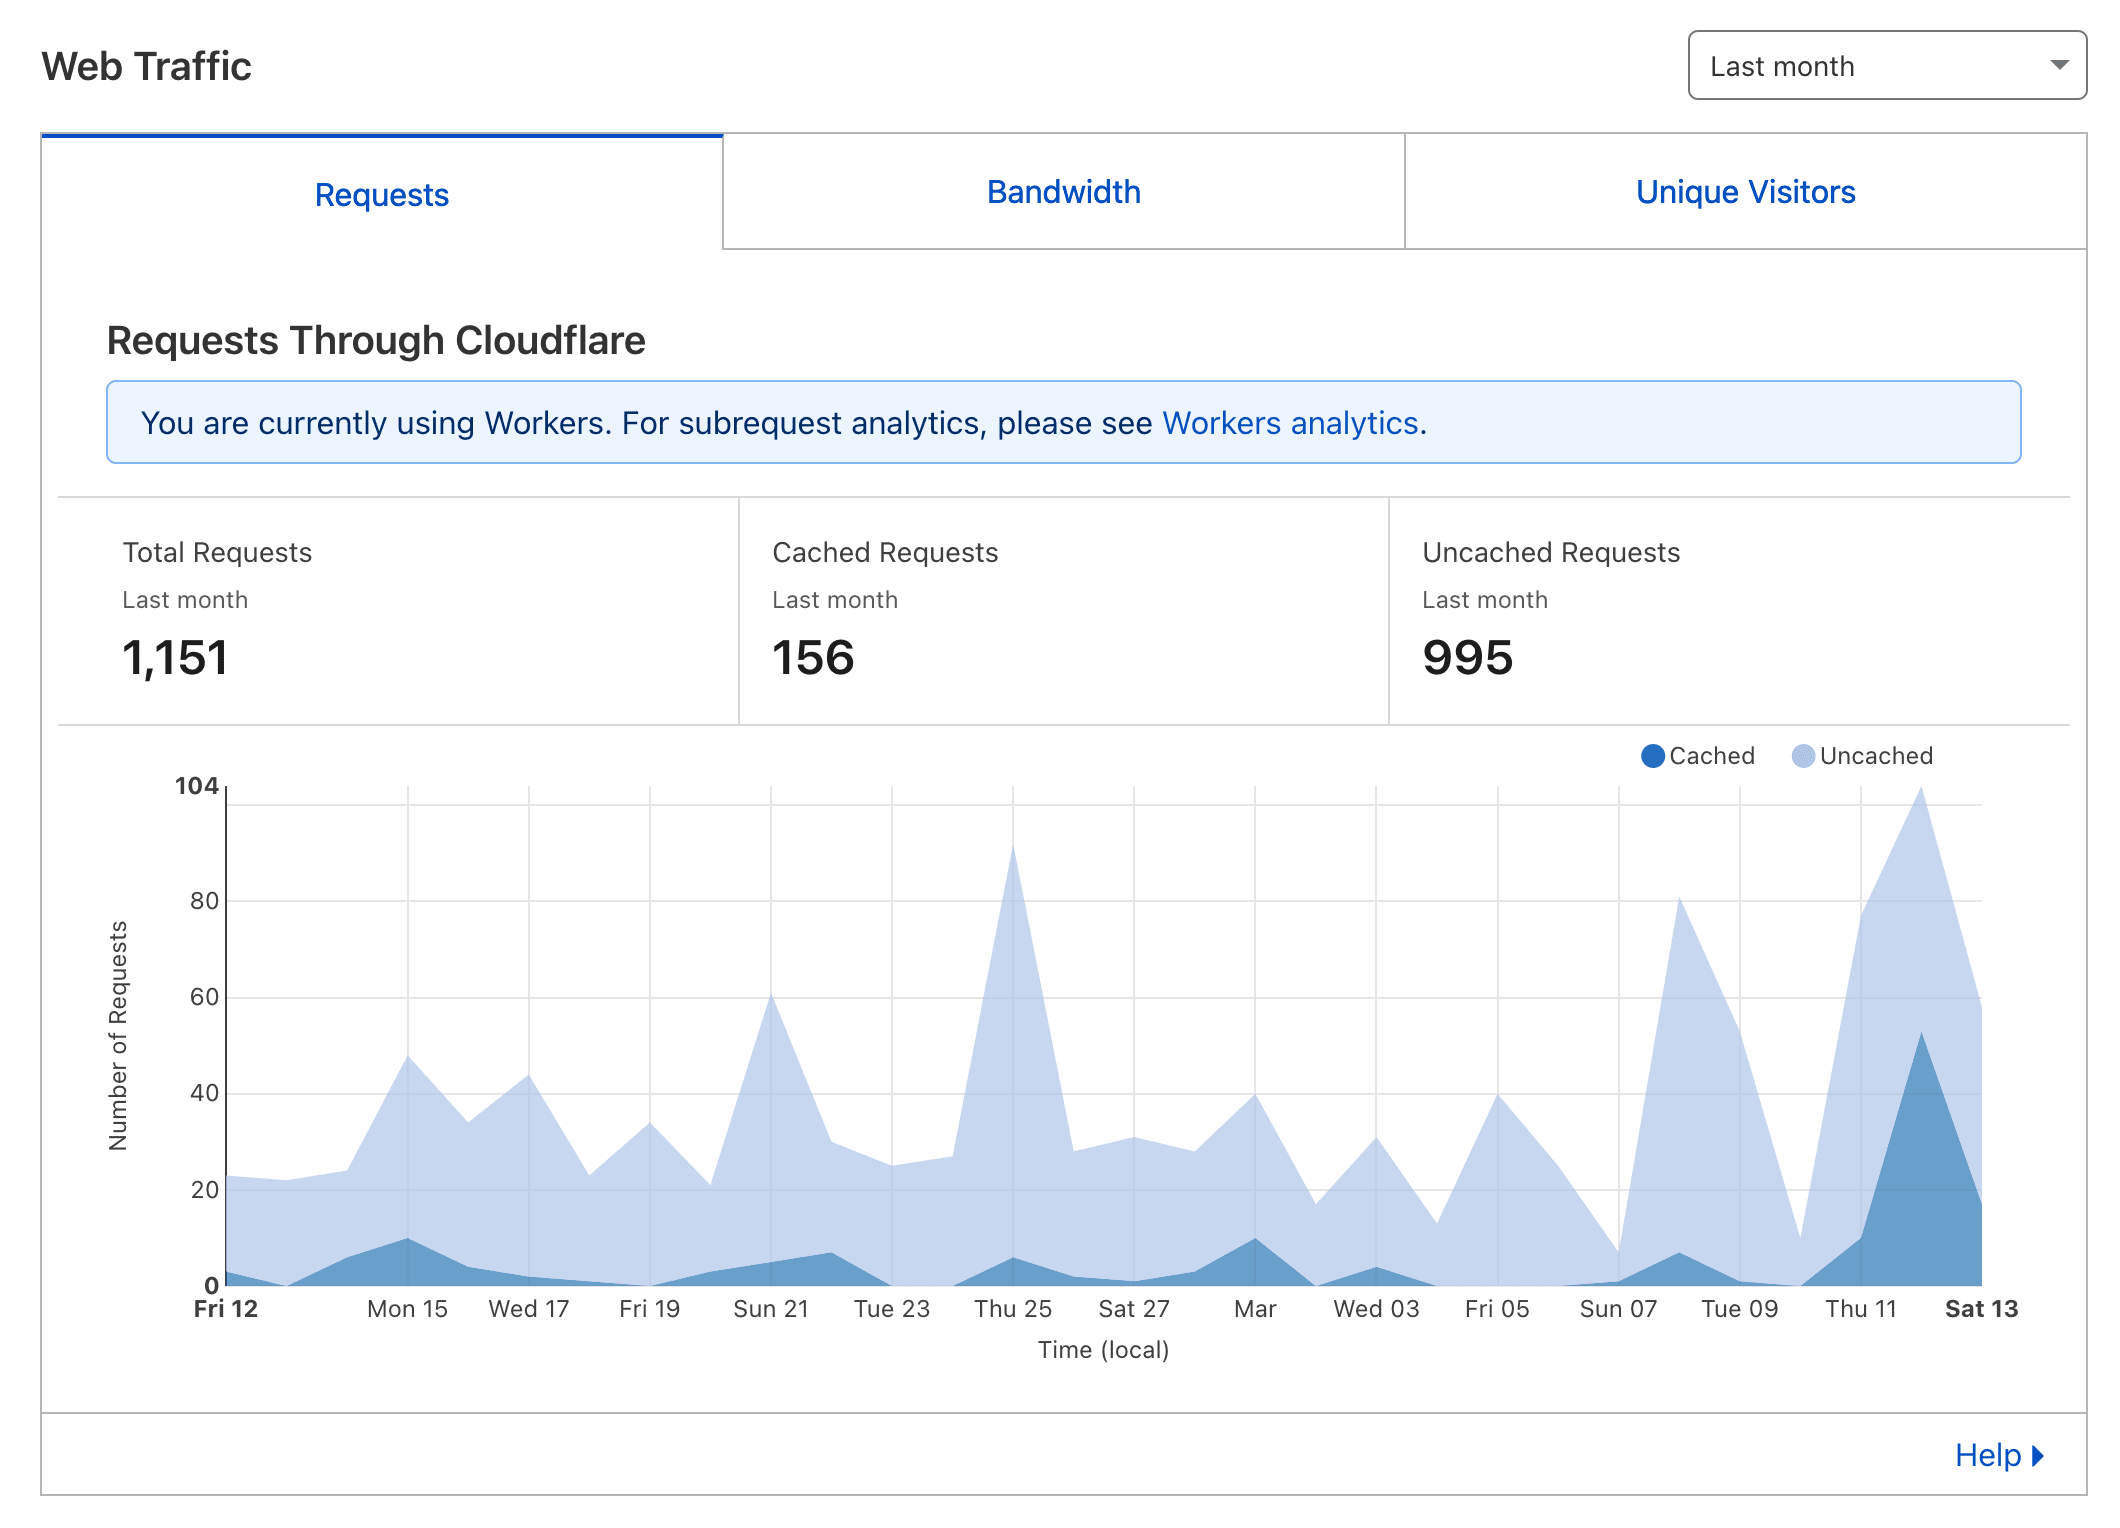 Web Traffic
Last month
Requests
Bandwidth
Unique Visitors
Requests Through Cloudflare
You are currently using Workers. For subrequest analytics, please see Workers analytics.
Total Requests
Last month
1,151
Cached Requests
Last month
156
Uncached Requests
Last month
995
Cached
Uncached
104
80
60
40
20
0
Number of Requests
Fri 12
Mon 15
Wed 17
Fri 19
Sun 21
Tue 23
Thu 25
Sat 27
Mar
Wed 03
Fri 05
Sun 07
Tue 09
Thu 11
Sat 13
Time (local)
Help